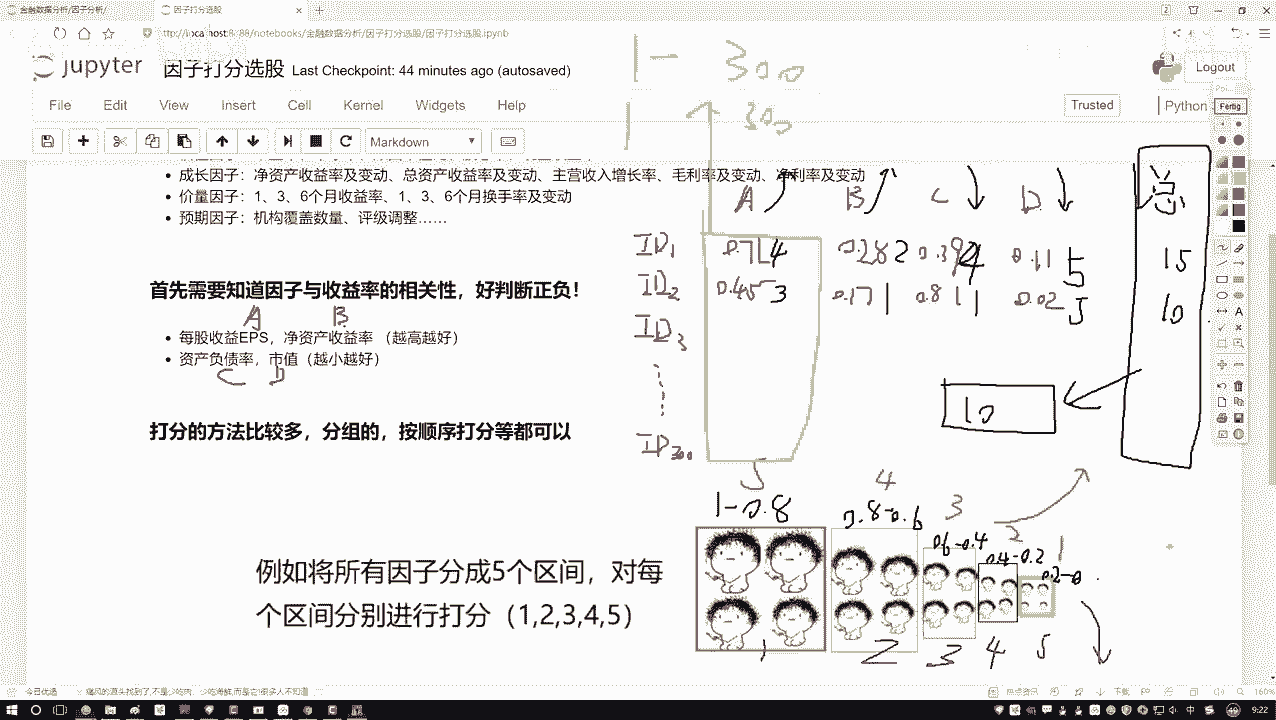 金融数据分析/因子分析/
因子打分选股
localhost:8888/notebooks/金融数据分析/因子打分选股/因子打分选股.ipynb
jupyter 因子打分选股 Last Checkpoint: 44 minutes ago (autosaved)
Logout
File Edit View Insert Cell Kernel Widgets Help
Trusted
Python
Fertig
Markdown
1 - 300
1 300
成长因子：净资产收益率及变动、总资产收益率及变动、主营收入增长率、毛利率及变动、净利率及变动
价量因子：1、3、6个月收益率、1、3、6个月换手率及变动
预期因子：机构覆盖数量、评级调整……
A B C D 总
ID1 0.71 4 0.28 2 0.39 4 0.11 5 15
ID2 0.45 3 0.17 1 0.81 1 0.02 5 10
ID3
ID300
首先需要知道因子与收益率的相关性，好判断正负！
A B
每股收益EPS，净资产收益率 （越高越好）
资产负债率，市值（越小越好）
C D
10
打分的方法比较多，分组的，按顺序打分等都可以
5 4 3 2 1
1-0.8 0.8-0.6 0.6-0.4 0.4-0.2 0.2-0
例如将所有因子分成5个区间，对每
个区间分别进行打分（1,2,3,4,5）
1 2 3 4 5
今日优选
160%
9:22